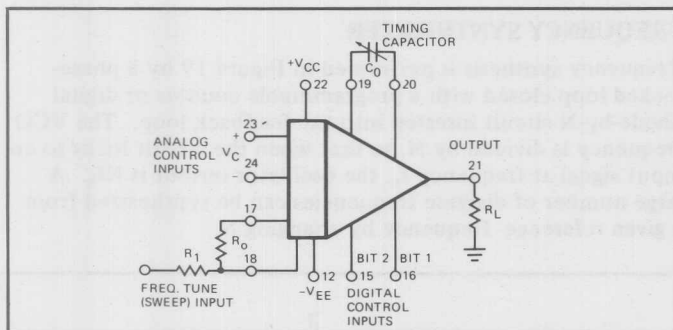 TIMING
CAPACITOR
+VCC
C0
22
19
20
23
+
ANALOG
CONTROL
INPUTS
VC
24
–
OUTPUT
21
RL
17
Ro
R1
18
BIT 2
BIT 1
FREQ. TUNE
(SWEEP) INPUT
12
–VEE
15
16
DIGITAL
CONTROL
INPUTS